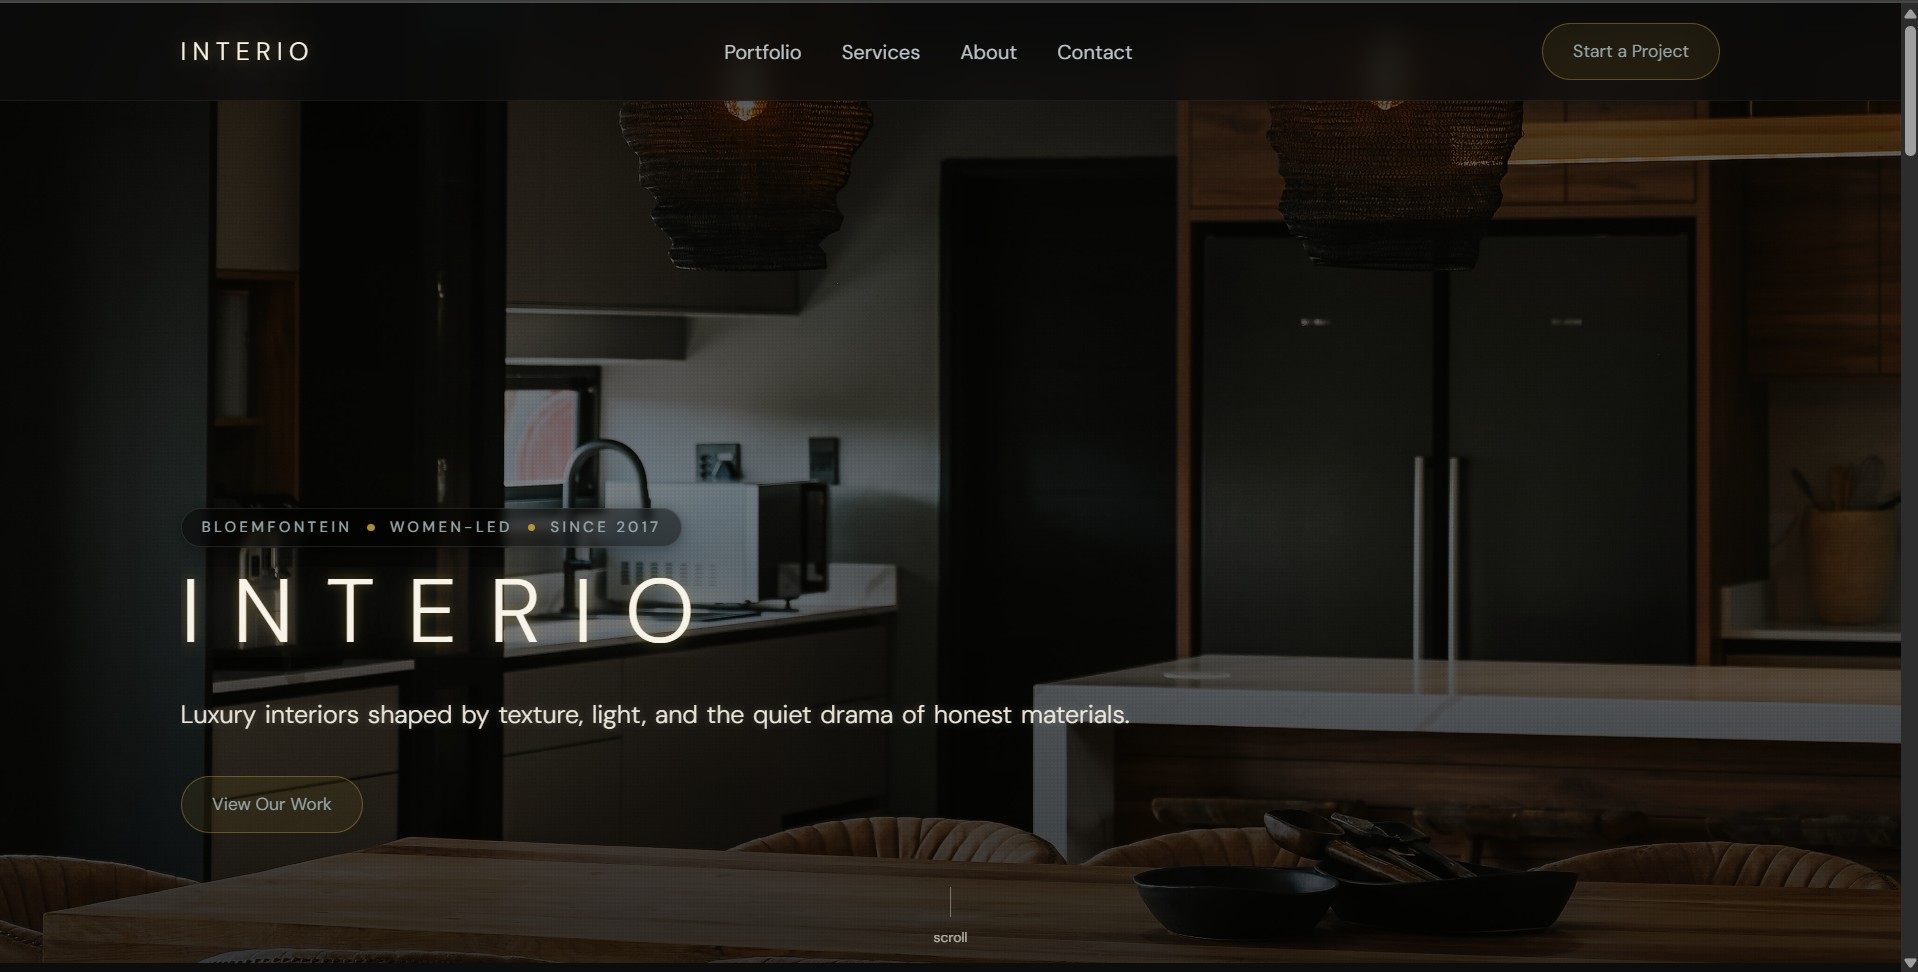 INTERIO
Portfolio
Services
About
Contact
Start a Project
BLOEMFONTEIN • WOMEN-LED • SINCE 2017
INTERIO
Luxury interiors shaped by texture, light, and the quiet drama of honest materials.
View Our Work
scroll